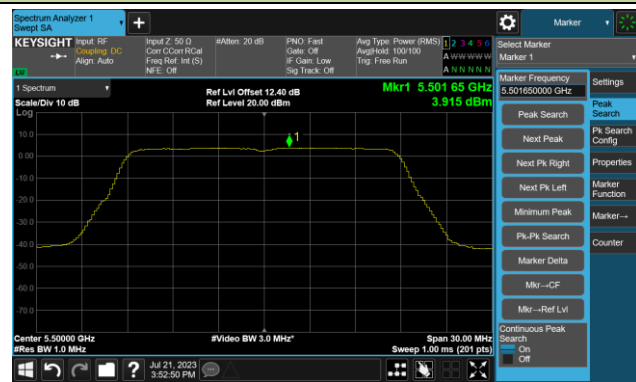 Spectrum Analyzer 1
Swept SA
Marker
KEYSIGHT
Input: RF
Coupling: DC
Align: Auto
Input Z: 50 Ω
Corr CCorr RCal
Freq Ref: Int (S)
NFE: Off
#Atten: 20 dB
PNO: Fast
Gate: Off
IF Gain: Low
Sig Track: Off
Avg Type: Power (RMS)
Avg|Hold: 100/100
Trig: Free Run
1 2 3 4 5 6
A W W W W W
A N N N N N
LW
Select Marker
Marker 1
1 Spectrum
Scale/Div 10 dB
Log
Ref Lvl Offset 12.40 dB
Ref Level 20.00 dBm
Mkr1 5.501 65 GHz
3.915 dBm
1
10.0
0.00
-10.0
-20.0
-30.0
-40.0
-50.0
-60.0
-70.0
Center 5.50000 GHz
#Res BW 1.0 MHz
#Video BW 3.0 MHz*
Span 30.00 MHz
Sweep 1.00 ms (201 pts)
Marker Frequency
5.501650000 GHz
Peak Search
Next Peak
Next Pk Right
Next Pk Left
Minimum Peak
Pk-Pk Search
Marker Delta
Mkr→CF
Mkr→Ref Lvl
Continuous Peak
Search
On
Off
Settings
Peak
Search
Pk Search
Config
Properties
Marker
Function
Marker→
Counter
Jul 21, 2023
3:52:50 PM